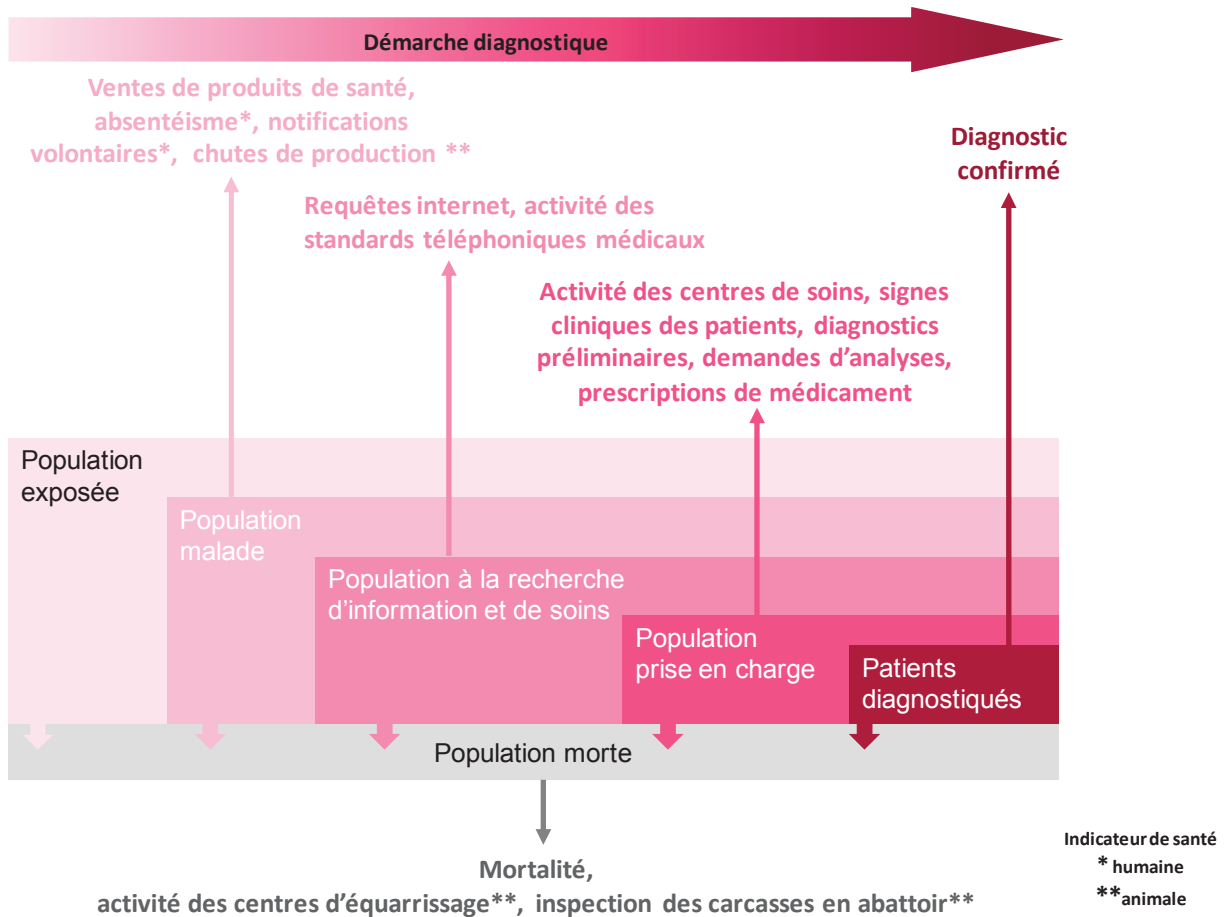 Démarche diagnostique
Ventes de produits de santé,
absentéisme*, notifications
volontaires*, chutes de production **
Diagnostic
confirmé
Requêtes internet, activité des
standards téléphoniques médicaux
Activité des centres de soins, signes
cliniques des patients, diagnostics
préliminaires, demandes d'analyses,
prescriptions de médicament
Population
exposée
Population
malade
Population à la recherche
d'information et de soins
Population
prise en charge
Patients
diagnostiqués
Population morte
Mortalité,
activité des centres d'équarrissage**, inspection des carcasses en abattoir**
Indicateur de santé
* humaine
**animale